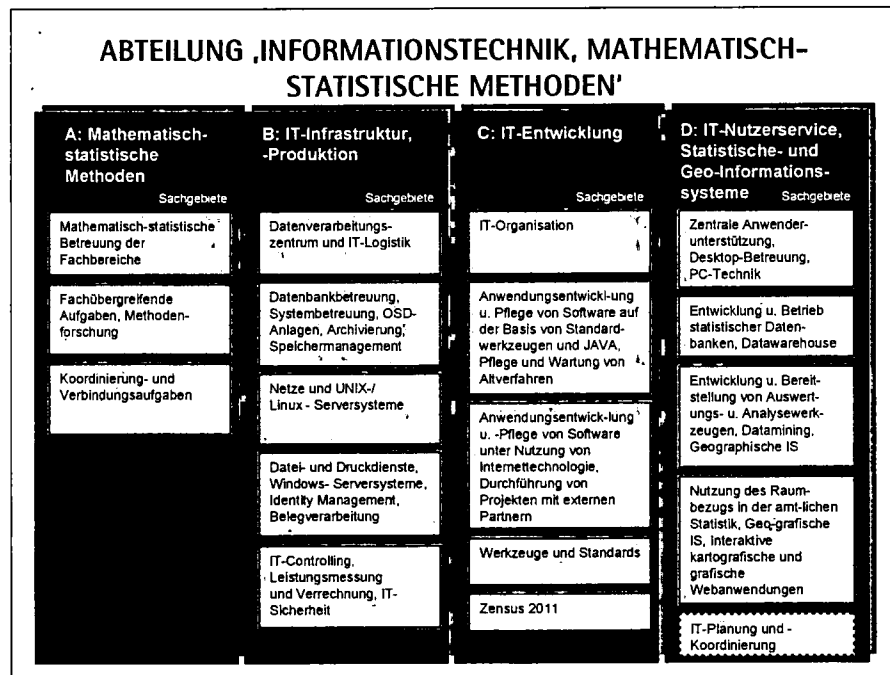 ABTEILUNG ‚INFORMATIONSTECHNIK, MATHEMATISCH-
STATISTISCHE METHODEN'
A: Mathematisch-
statistische
Methoden
Sachgebiete
Mathematisch-statistische
Betreuung der
Fachbereiche
Fachübergreifende
Aufgaben, Methoden-
forschung
Koordinierung- und
Verbindungsaufgaben
B: IT-Infrastruktur,
-Produktion
Sachgebiete
Datenverarbeitungs-
zentrum und IT-Logistik
Datenbankbetreuung,
Systembetreuung, OSD-
Anlagen, Archivierung,
Speichermanagement
Netze und UNIX-/
Linux - Serversysteme
Datei- und Druckdienste,
Windows- Serversysteme,
Identity Management,
Belegverarbeitung
IT-Controlling,
Leistungsmessung
und Verrechnung, IT-
Sicherheit
C: IT-Entwicklung
Sachgebiete
IT-Organisation
Anwendungsentwickl-ung
u. Pflege von Software auf
der Basis von Standard-
werkzeugen und JAVA,
Pflege und Wartung von
Altverfahren
Anwendungsentwick-lung
u. -Pflege von Software
unter Nutzung von
Internettechnologie,
Durchführung von
Projekten mit externen
Partnern
Werkzeuge und Standards
Zensus 2011
D: IT-Nutzerservice,
Statistische- und
Geo-Informations-
systeme
Sachgebiete
Zentrale Anwender-
unterstützung,
Desktop-Betreuung,
PC-Technik
Entwicklung u. Betrieb
statistischer Daten-
banken, Datawarehouse
Entwicklung u. Bereit-
stellung von Auswert-
ungs- u. Analysewerk-
zeugen, Datamining,
Geographische IS
Nutzung des Raum-
bezugs in der amt-lichen
Statistik, Geo-grafische
IS, interaktive
kartografische und
grafische
Webanwendungen
IT-Planung und -
Koordinierung